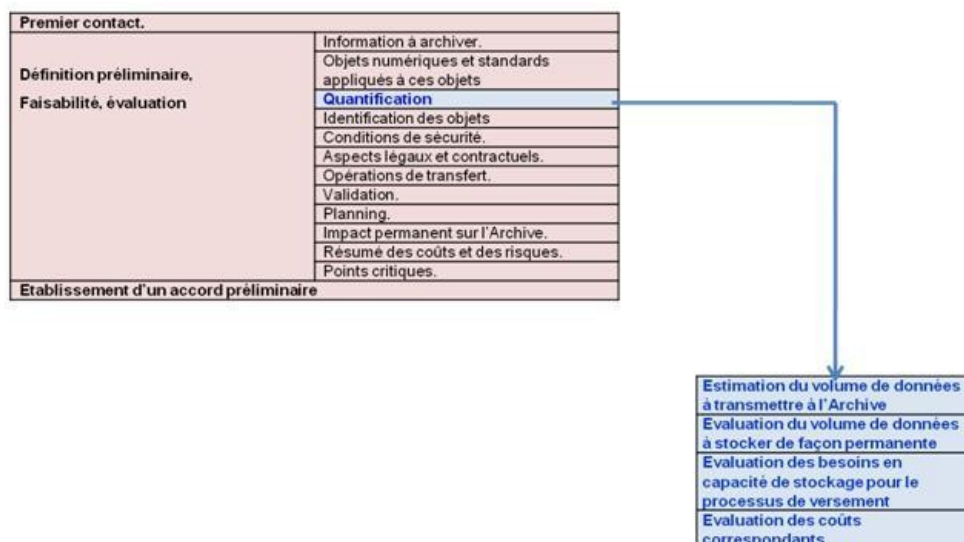 Premier contact.
Définition préliminaire,
Faisabilité, évaluation
Information à archiver.
Objets numériques et standards
appliqués à ces objets
Quantification
Identification des objets
Conditions de sécurité.
Aspects légaux et contractuels.
Opérations de transfert.
Validation.
Planning.
Impact permanent sur l'Archive.
Résumé des coûts et des risques.
Points critiques.
Etablissement d'un accord préliminaire
Estimation du volume de données
à transmettre à l'Archive
Evaluation du volume de données
à stocker de façon permanente
Evaluation des besoins en
capacité de stockage pour le
processus de versement
Evaluation des coûts
correspondants